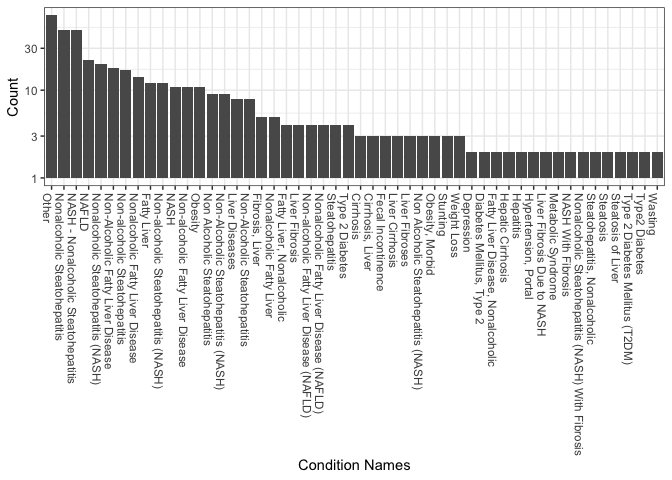 30
10
3
1
Count
Other
Nonalcoholic Steatohepatitis
NASH - Nonalcoholic Steatohepatitis
NAFLD
Nonalcoholic Steatohepatitis (NASH)
Non-Alcoholic Fatty Liver Disease
Non-alcoholic Steatohepatitis
Nonalcoholic Fatty Liver Disease
Fatty Liver
Non-alcoholic Steatohepatitis (NASH)
NASH
Non-alcoholic Fatty Liver Disease
Obesity
Non Alcoholic Steatohepatitis
Non-Alcoholic Steatohepatitis (NASH)
Liver Diseases
Non-Alcoholic Steatohepatitis
Fibrosis, Liver
Nonalcoholic Fatty Liver
Fatty Liver, Nonalcoholic
Liver Fibrosis
Non-alcoholic Fatty Liver Disease (NAFLD)
Nonalcoholic Fatty Liver Disease (NAFLD)
Steatohepatitis
Type 2 Diabetes
Cirrhosis
Cirrhosis, Liver
Fecal Incontinence
Liver Cirrhosis
Liver Fibroses
Non Alcoholic Steatohepatitis (NASH)
Obesity, Morbid
Stunting
Weight Loss
Depression
Diabetes Mellitus, Type 2
Fatty Liver Disease, Nonalcoholic
Hepatic Cirrhosis
Hepatitis
Hypertension, Portal
Liver Fibrosis Due to NASH
Metabolic Syndrome
NASH With Fibrosis
Nonalcoholic Steatohepatitis (NASH) With Fibrosis
Steatohepatitis, Nonalcoholic
Steatosis
Steatosis of Liver
Type 2 Diabetes Mellitus (T2DM)
Type2 Diabetes
Wasting
Condition Names